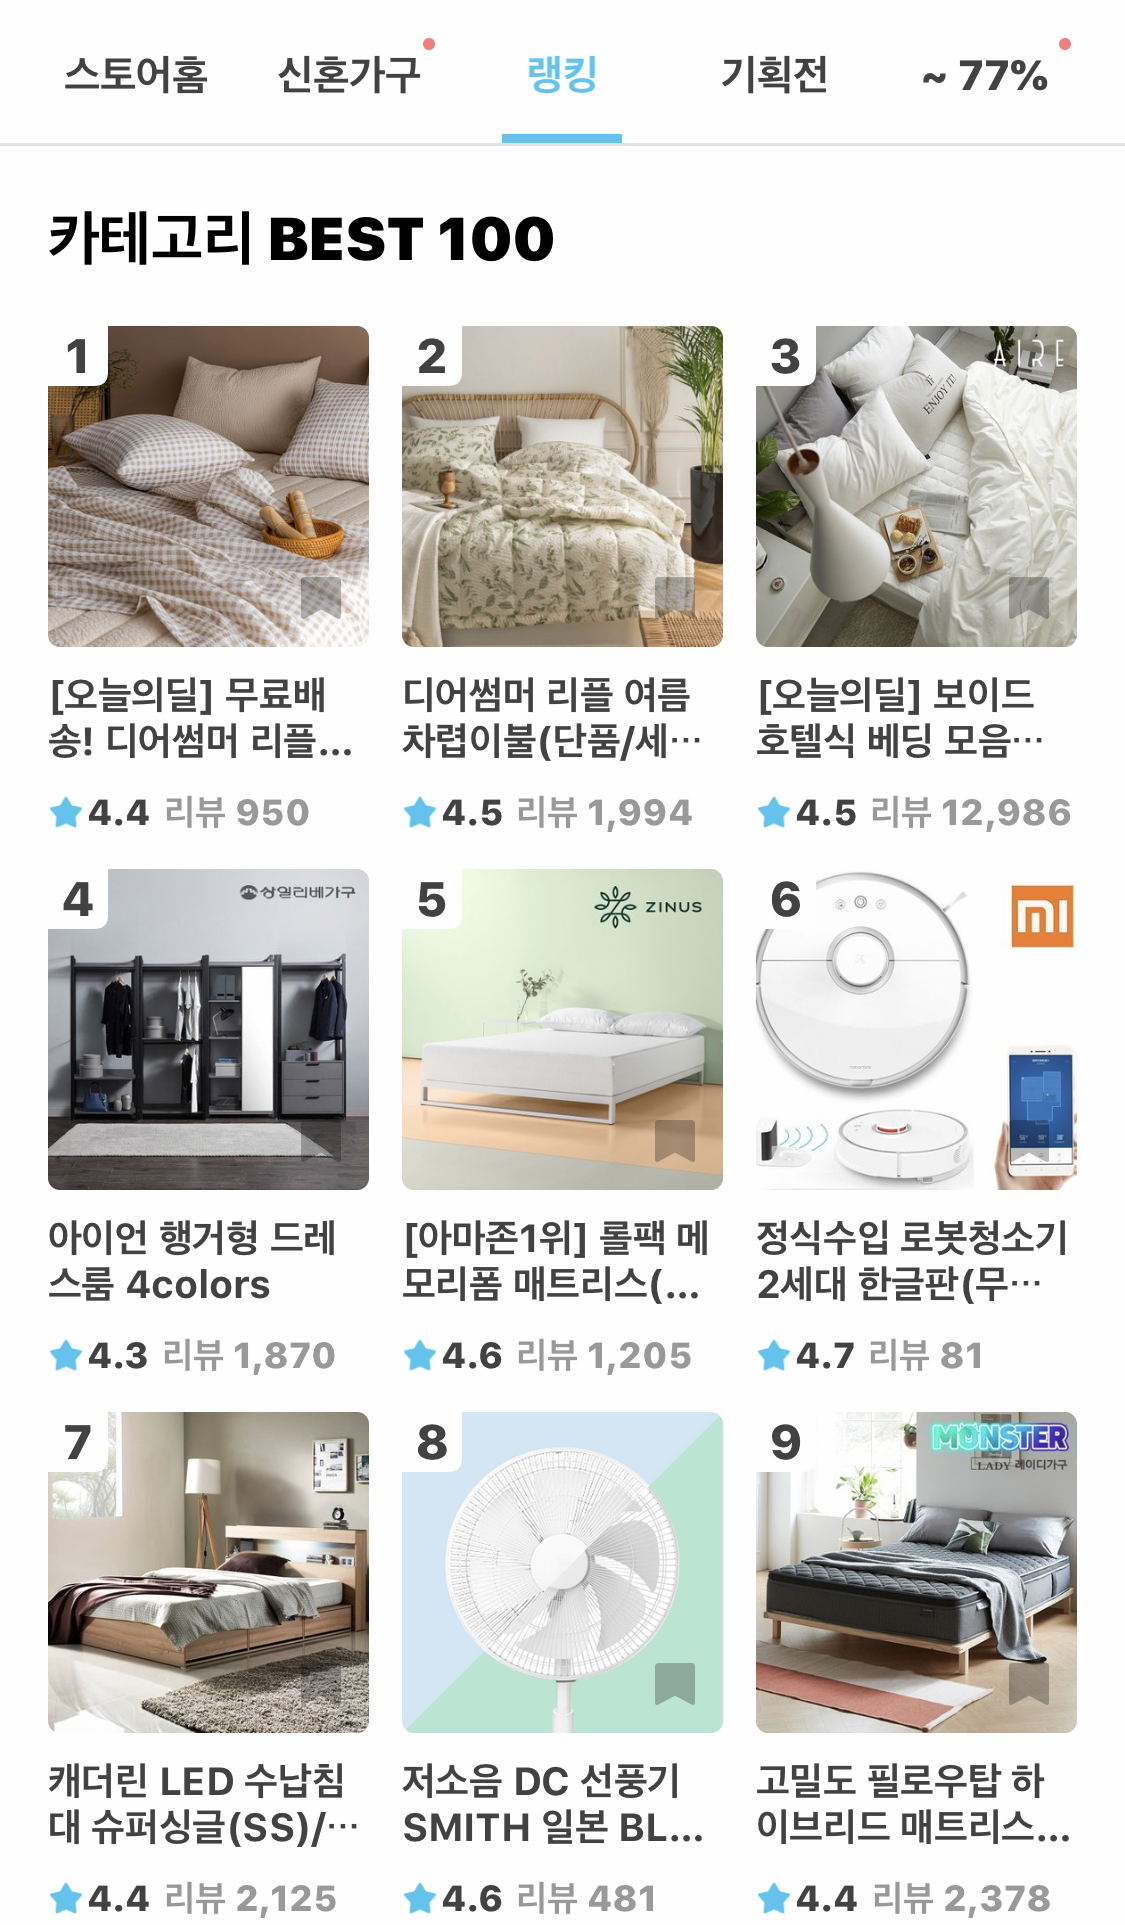 스토어홈 신혼가구 랭킹 기획전 ~ 77%
카테고리 BEST 100
1 2 3
AIRE
IF
ENJOY IT!
[오늘의딜] 무료배
송! 디어썸머 리플...
★4.4 리뷰 950
디어썸머 리플 여름
차렵이불(단품/세…
★4.5 리뷰 1,994
[오늘의딜] 보이드
호텔식 베딩 모음…
★4.5 리뷰 12,986
4 5 6
상일리베가구
ZINUS
mi
아이언 행거형 드레
스룸 4colors
★4.3 리뷰 1,870
[아마존1위] 롤팩 메
모리폼 매트리스(...
★4.6 리뷰 1,205
정식수입 로봇청소기
2세대 한글판(무…
★4.7 리뷰 81
7 8 9
MONSTER
LADY 레이디가구
캐더린 LED 수납침
대 슈퍼싱글(SS)/…
★4.4 리뷰 2,125
저소음 DC 선풍기
SMITH 일본 BL...
★4.6 리뷰 481
고밀도 필로우탑 하
이브리드 매트리스...
★4.4 리뷰 2,378